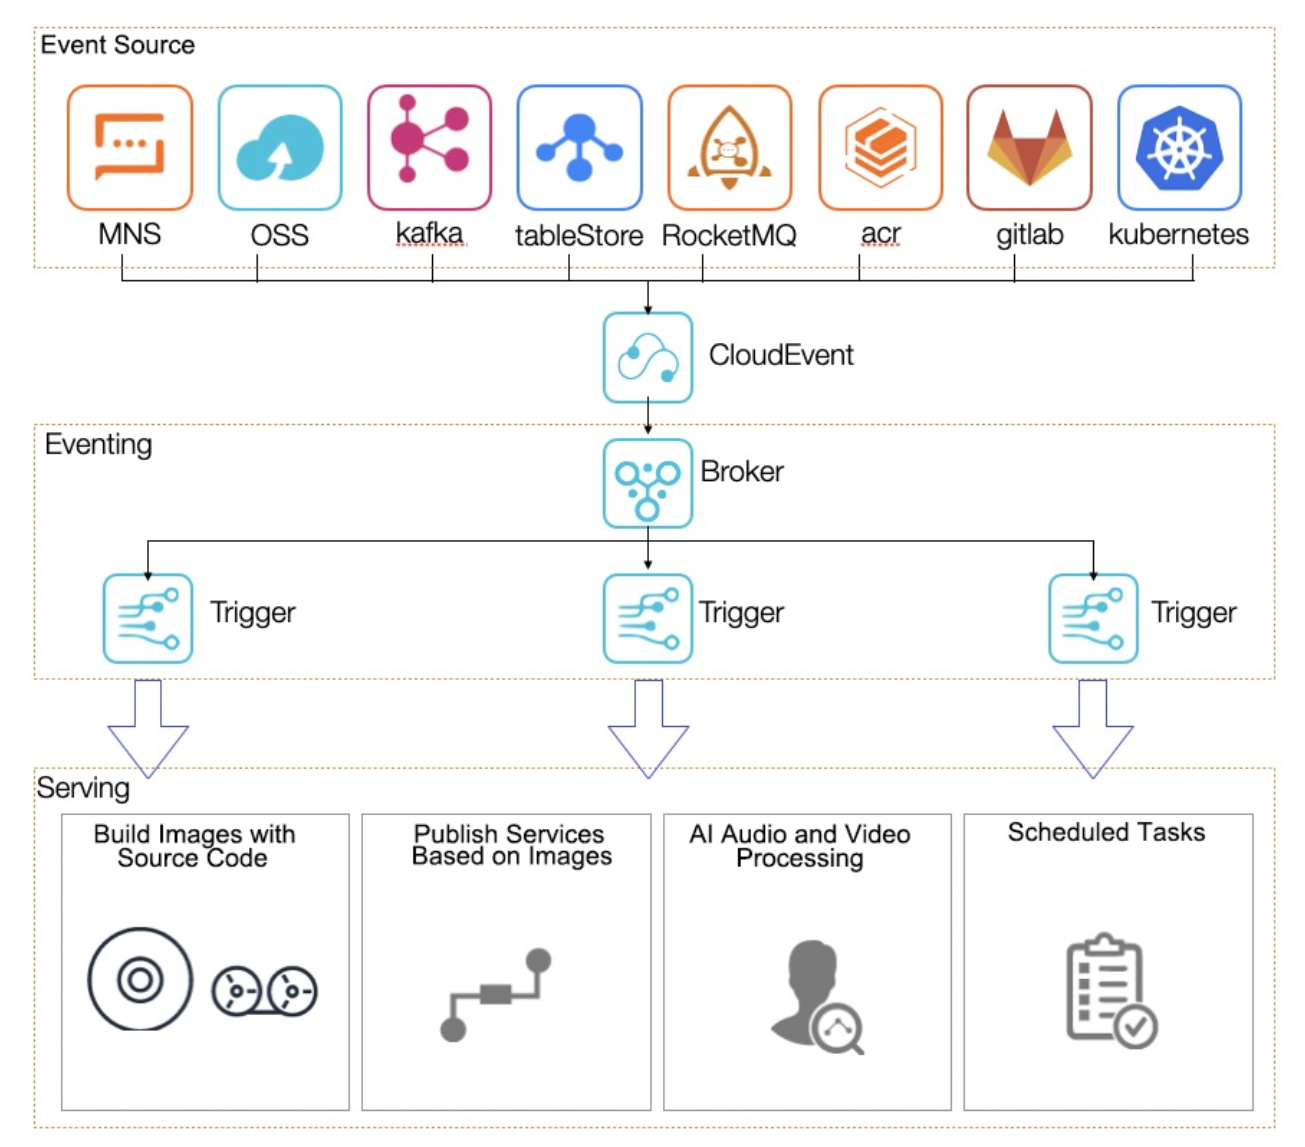 Event Source
MNS
OSS
kafka
tableStore
RocketMQ
acr
gitlab
kubernetes
CloudEvent
Eventing
Broker
Trigger
Trigger
Trigger
Serving
Build Images with
Source Code
Publish Services
Based on Images
AI Audio and Video
Processing
Scheduled Tasks